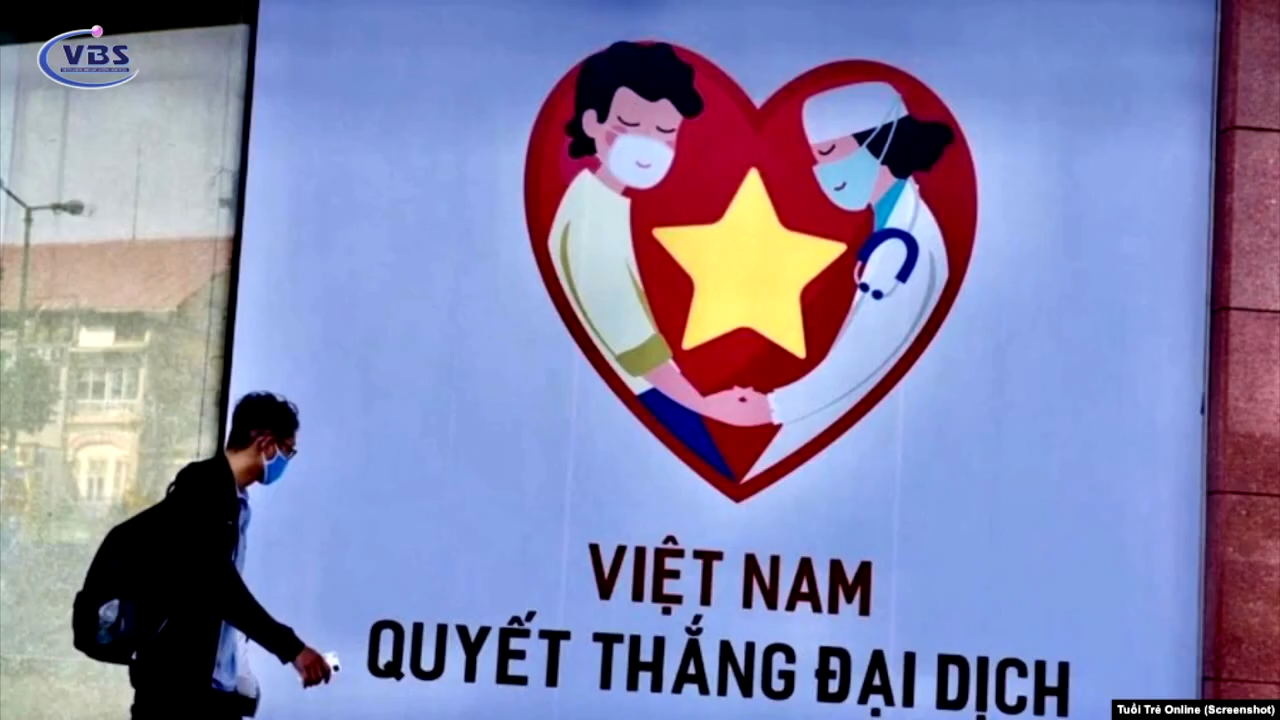 VBS
VIỆT NAM
QUYẾT THẮNG ĐẠI DỊCH
Tuổi Trẻ Online (Screenshot)